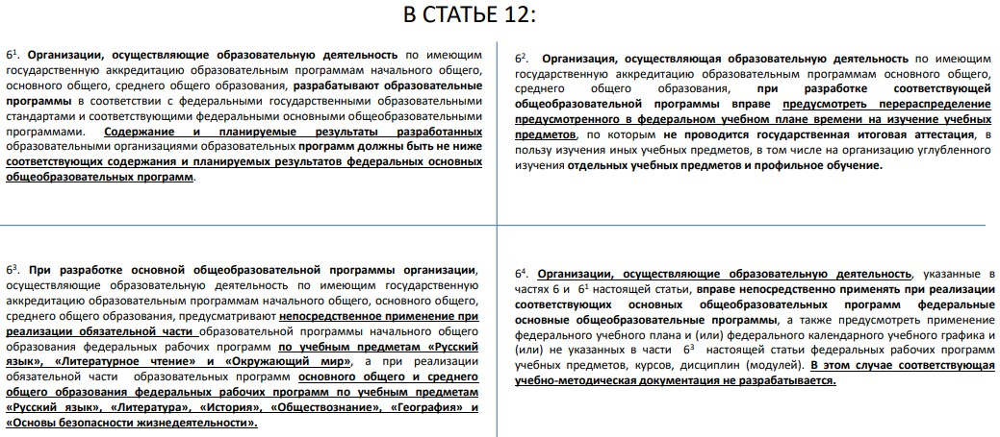 В СТАТЬЕ 12:
6¹. Организации, осуществляющие образовательную деятельность по имеющим
государственную аккредитацию образовательным программам начального общего,
основного общего, среднего общего образования, разрабатывают образовательные
программы в соответствии с федеральными государственными образовательными
стандартами и соответствующими федеральными основными общеобразовательными
программами. Содержание и планируемые результаты разработанных
образовательными организациями образовательных программ должны быть не ниже
соответствующих содержания и планируемых результатов федеральных основных
общеобразовательных программ.
6². Организация, осуществляющая образовательную деятельность по имеющим
государственную аккредитацию образовательным программам основного общего,
среднего общего образования, при разработке соответствующей
общеобразовательной программы вправе предусмотреть перераспределение
предусмотренного в федеральном учебном плане времени на изучение учебных
предметов, по которым не проводится государственная итоговая аттестация, в
пользу изучения иных учебных предметов, в том числе на организацию углубленного
изучения отдельных учебных предметов и профильное обучение.
6³. При разработке основной общеобразовательной программы организации,
осуществляющие образовательную деятельность по имеющим государственную
аккредитацию образовательным программам начального общего, основного общего,
среднего общего образования, предусматривают непосредственное применение при
реализации обязательной части образовательной программы начального общего
образования федеральных рабочих программ по учебным предметам «Русский
язык», «Литературное чтение» и «Окружающий мир», а при реализации
обязательной части образовательных программ основного общего и среднего
общего образования федеральных рабочих программ по учебным предметам
«Русский язык», «Литература», «История», «Обществознание», «География» и
«Основы безопасности жизнедеятельности».
6⁴. Организации, осуществляющие образовательную деятельность, указанные в
частях 6 и 6¹ настоящей статьи, вправе непосредственно применять при реализации
соответствующих основных общеобразовательных программ федеральные
основные общеобразовательные программы, а также предусмотреть применение
федерального учебного плана и (или) федерального календарного учебного графика и
(или) не указанных в части 6³ настоящей статьи федеральных рабочих программ
учебных предметов, курсов, дисциплин (модулей). В этом случае соответствующая
учебно-методическая документация не разрабатывается.